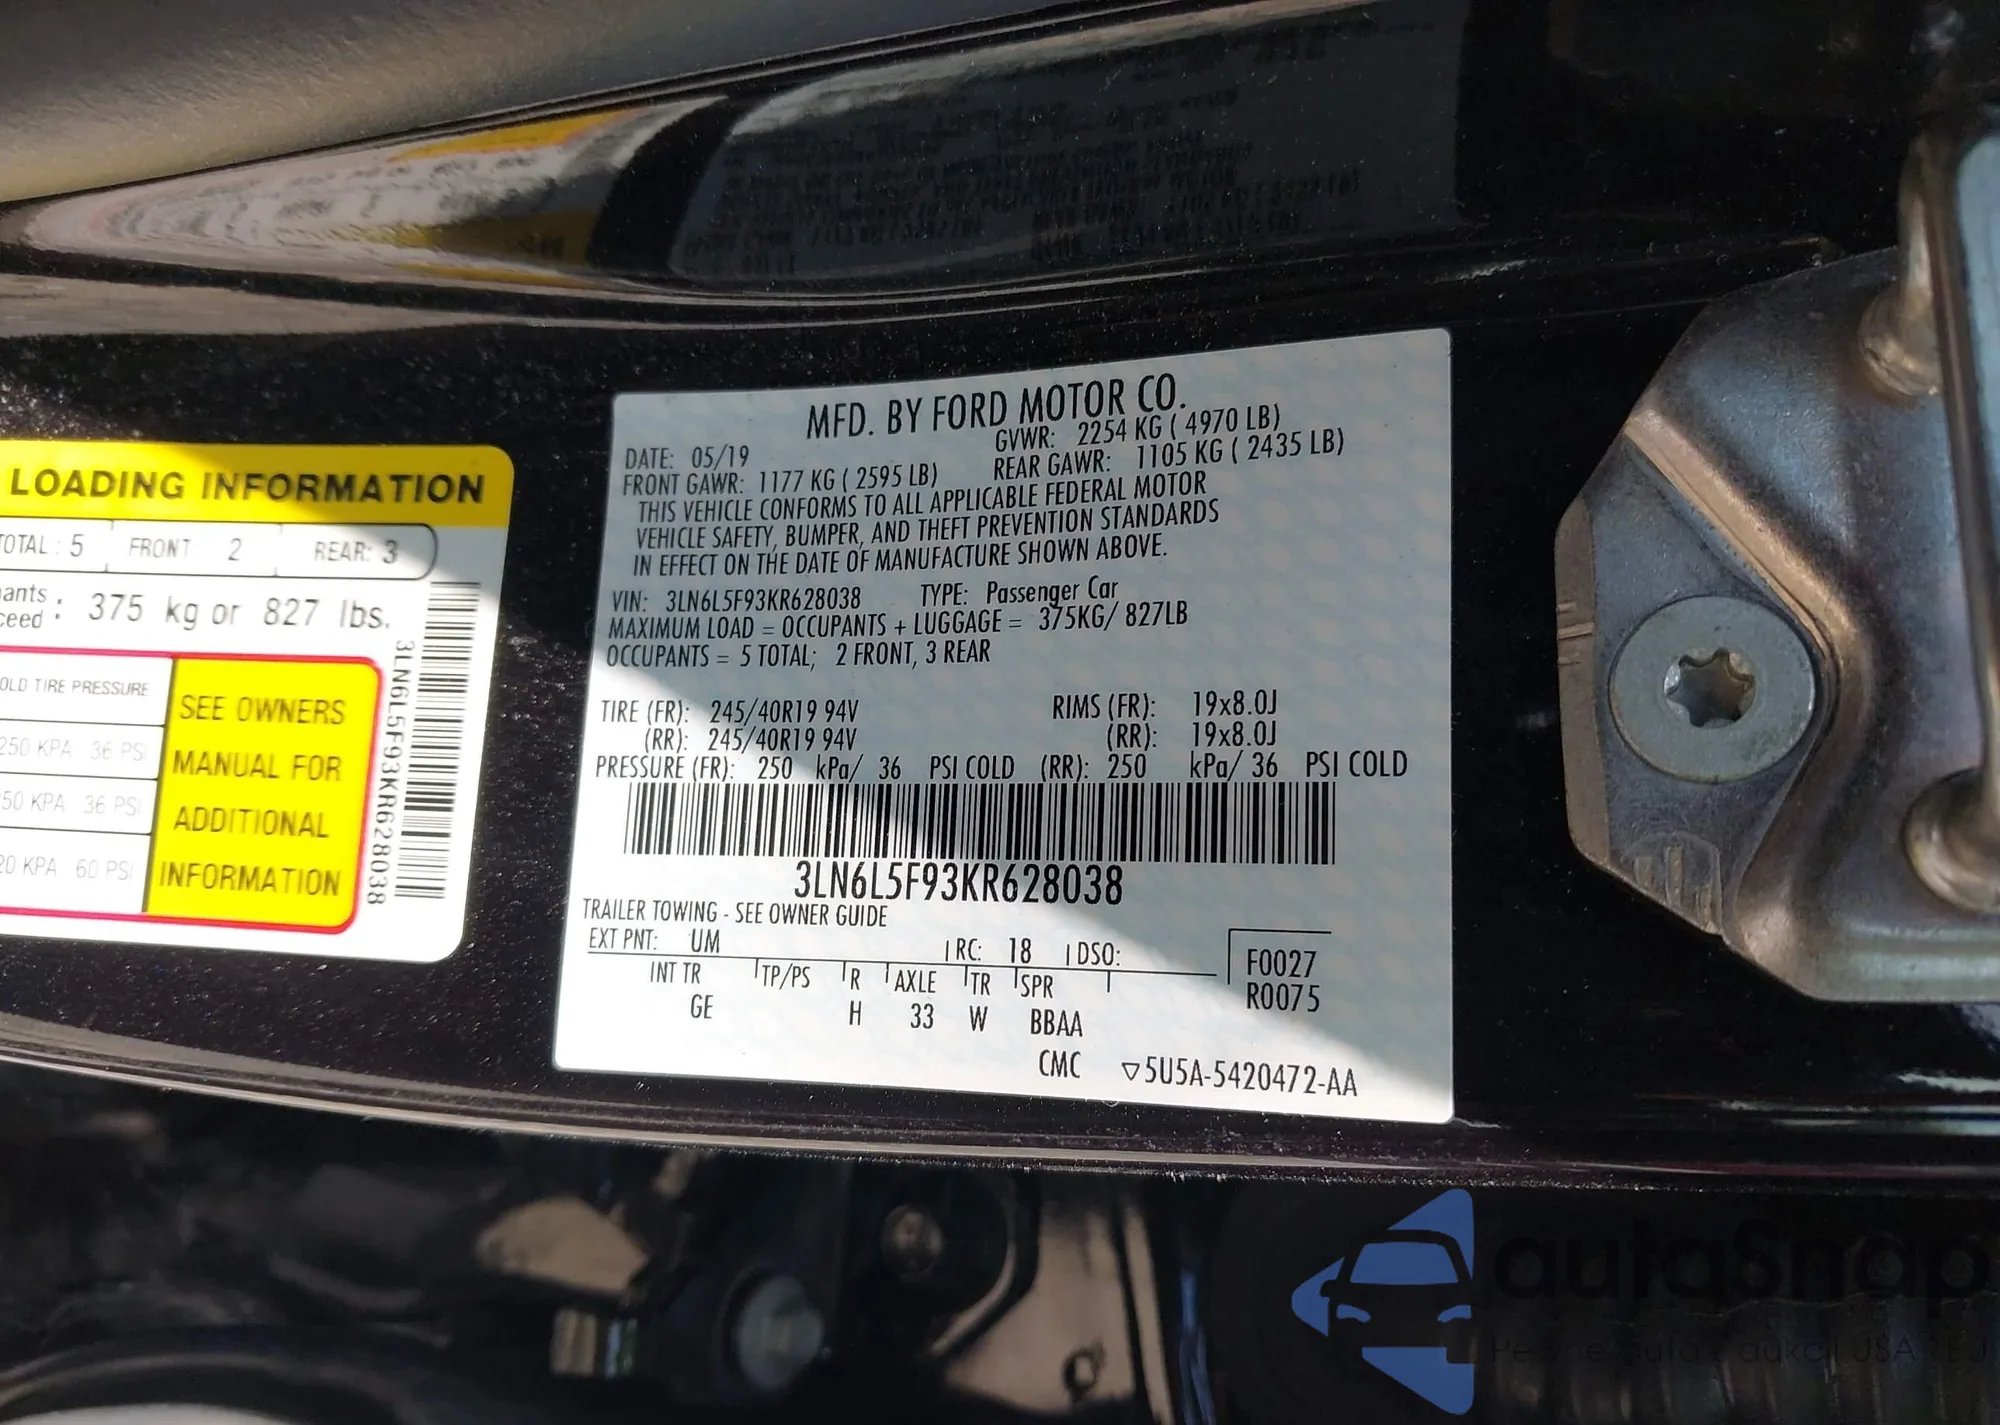 LOADING INFORMATION
TOTAL : 5 FRONT 2 REAR: 3
ants
ceed : 375 kg or 827 lbs.
OLD TIRE PRESSURE
250 KPA 36 PSI
50 KPA 36 PSI
20 KPA 60 PSI
SEE OWNERS
MANUAL FOR
ADDITIONAL
INFORMATION
3LN6L5F93KR628038
MFD. BY FORD MOTOR CO.
DATE: 05/19 GVWR: 2254 KG ( 4970 LB)
FRONT GAWR: 1177 KG ( 2595 LB) REAR GAWR: 1105 KG ( 2435 LB)
THIS VEHICLE CONFORMS TO ALL APPLICABLE FEDERAL MOTOR
VEHICLE SAFETY, BUMPER, AND THEFT PREVENTION STANDARDS
IN EFFECT ON THE DATE OF MANUFACTURE SHOWN ABOVE.
VIN: 3LN6L5F93KR628038 TYPE: Passenger Car
MAXIMUM LOAD = OCCUPANTS + LUGGAGE = 375KG/ 827LB
OCCUPANTS = 5 TOTAL; 2 FRONT, 3 REAR
TIRE (FR): 245/40R19 94V RIMS (FR): 19x8.0J
(RR): 245/40R19 94V (RR): 19x8.0J
PRESSURE (FR): 250 kPa/ 36 PSI COLD (RR): 250 kPa/ 36 PSI COLD
3LN6L5F93KR628038
TRAILER TOWING - SEE OWNER GUIDE
EXT PNT: UM RC: 18 DSO:
INT TR TP/PS R AXLE TR SPR
GE H 33 W BBAA
F0027
R0075
CMC ▽5U5A-5420472-AA
autaSnap